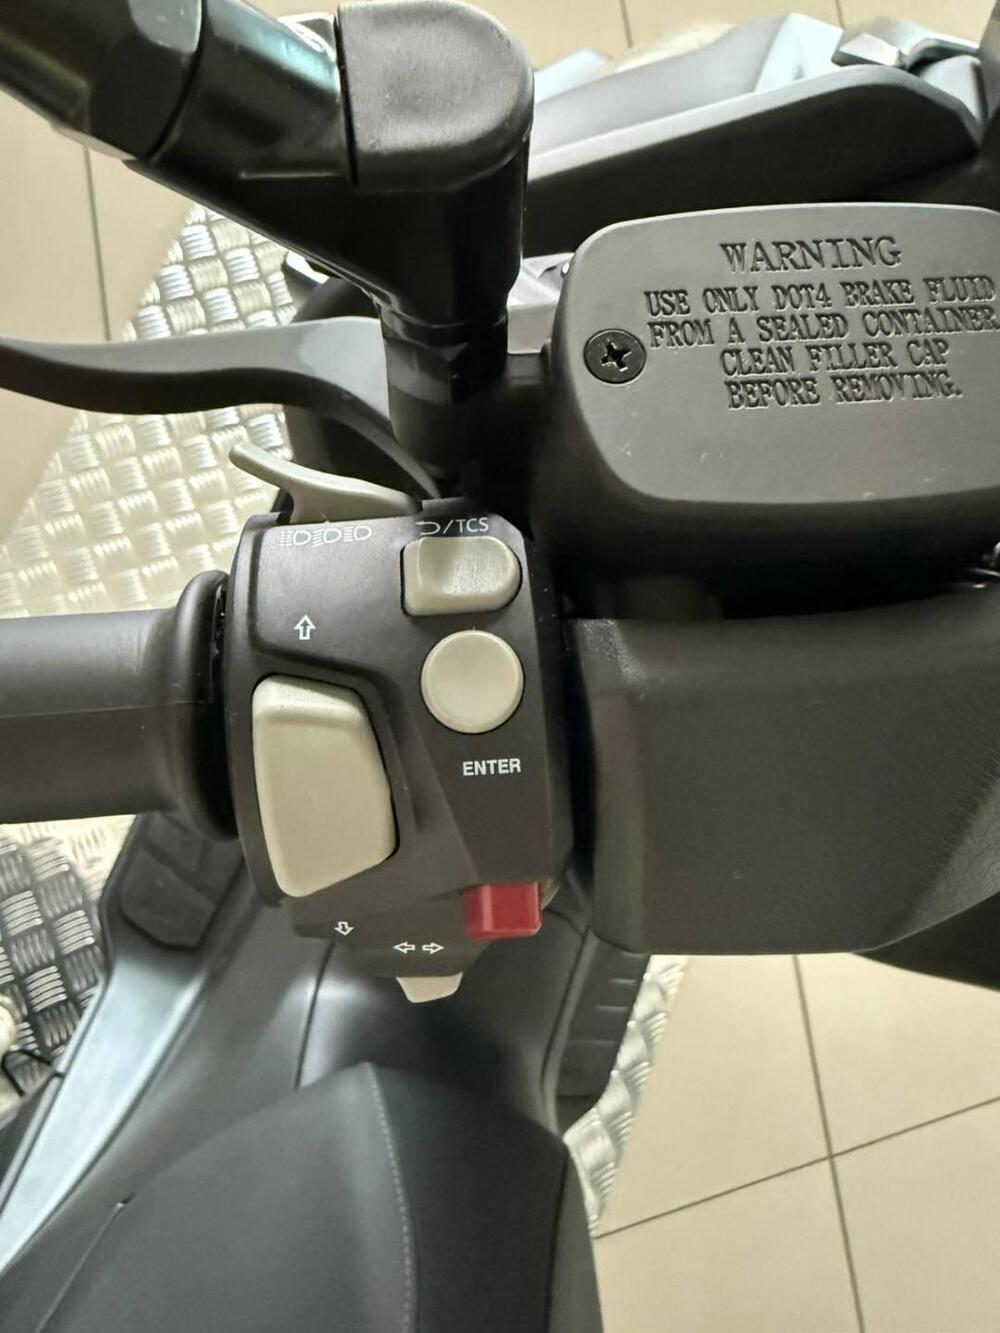 WARNING
USE ONLY DOT4 BRAKE FLUID
FROM A SEALED CONTAINER
CLEAN FILLER CAP
BEFORE REMOVING.
/TCS
ENTER